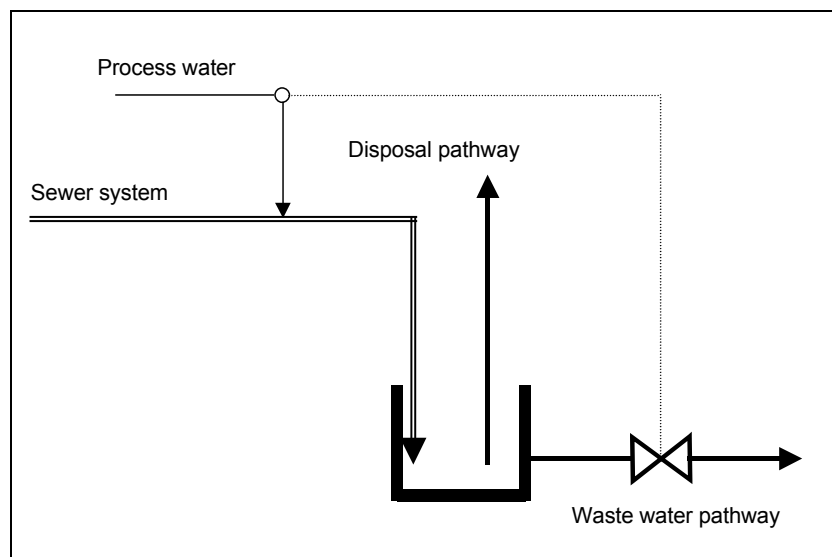 Process water
Disposal pathway
Sewer system
Waste water pathway